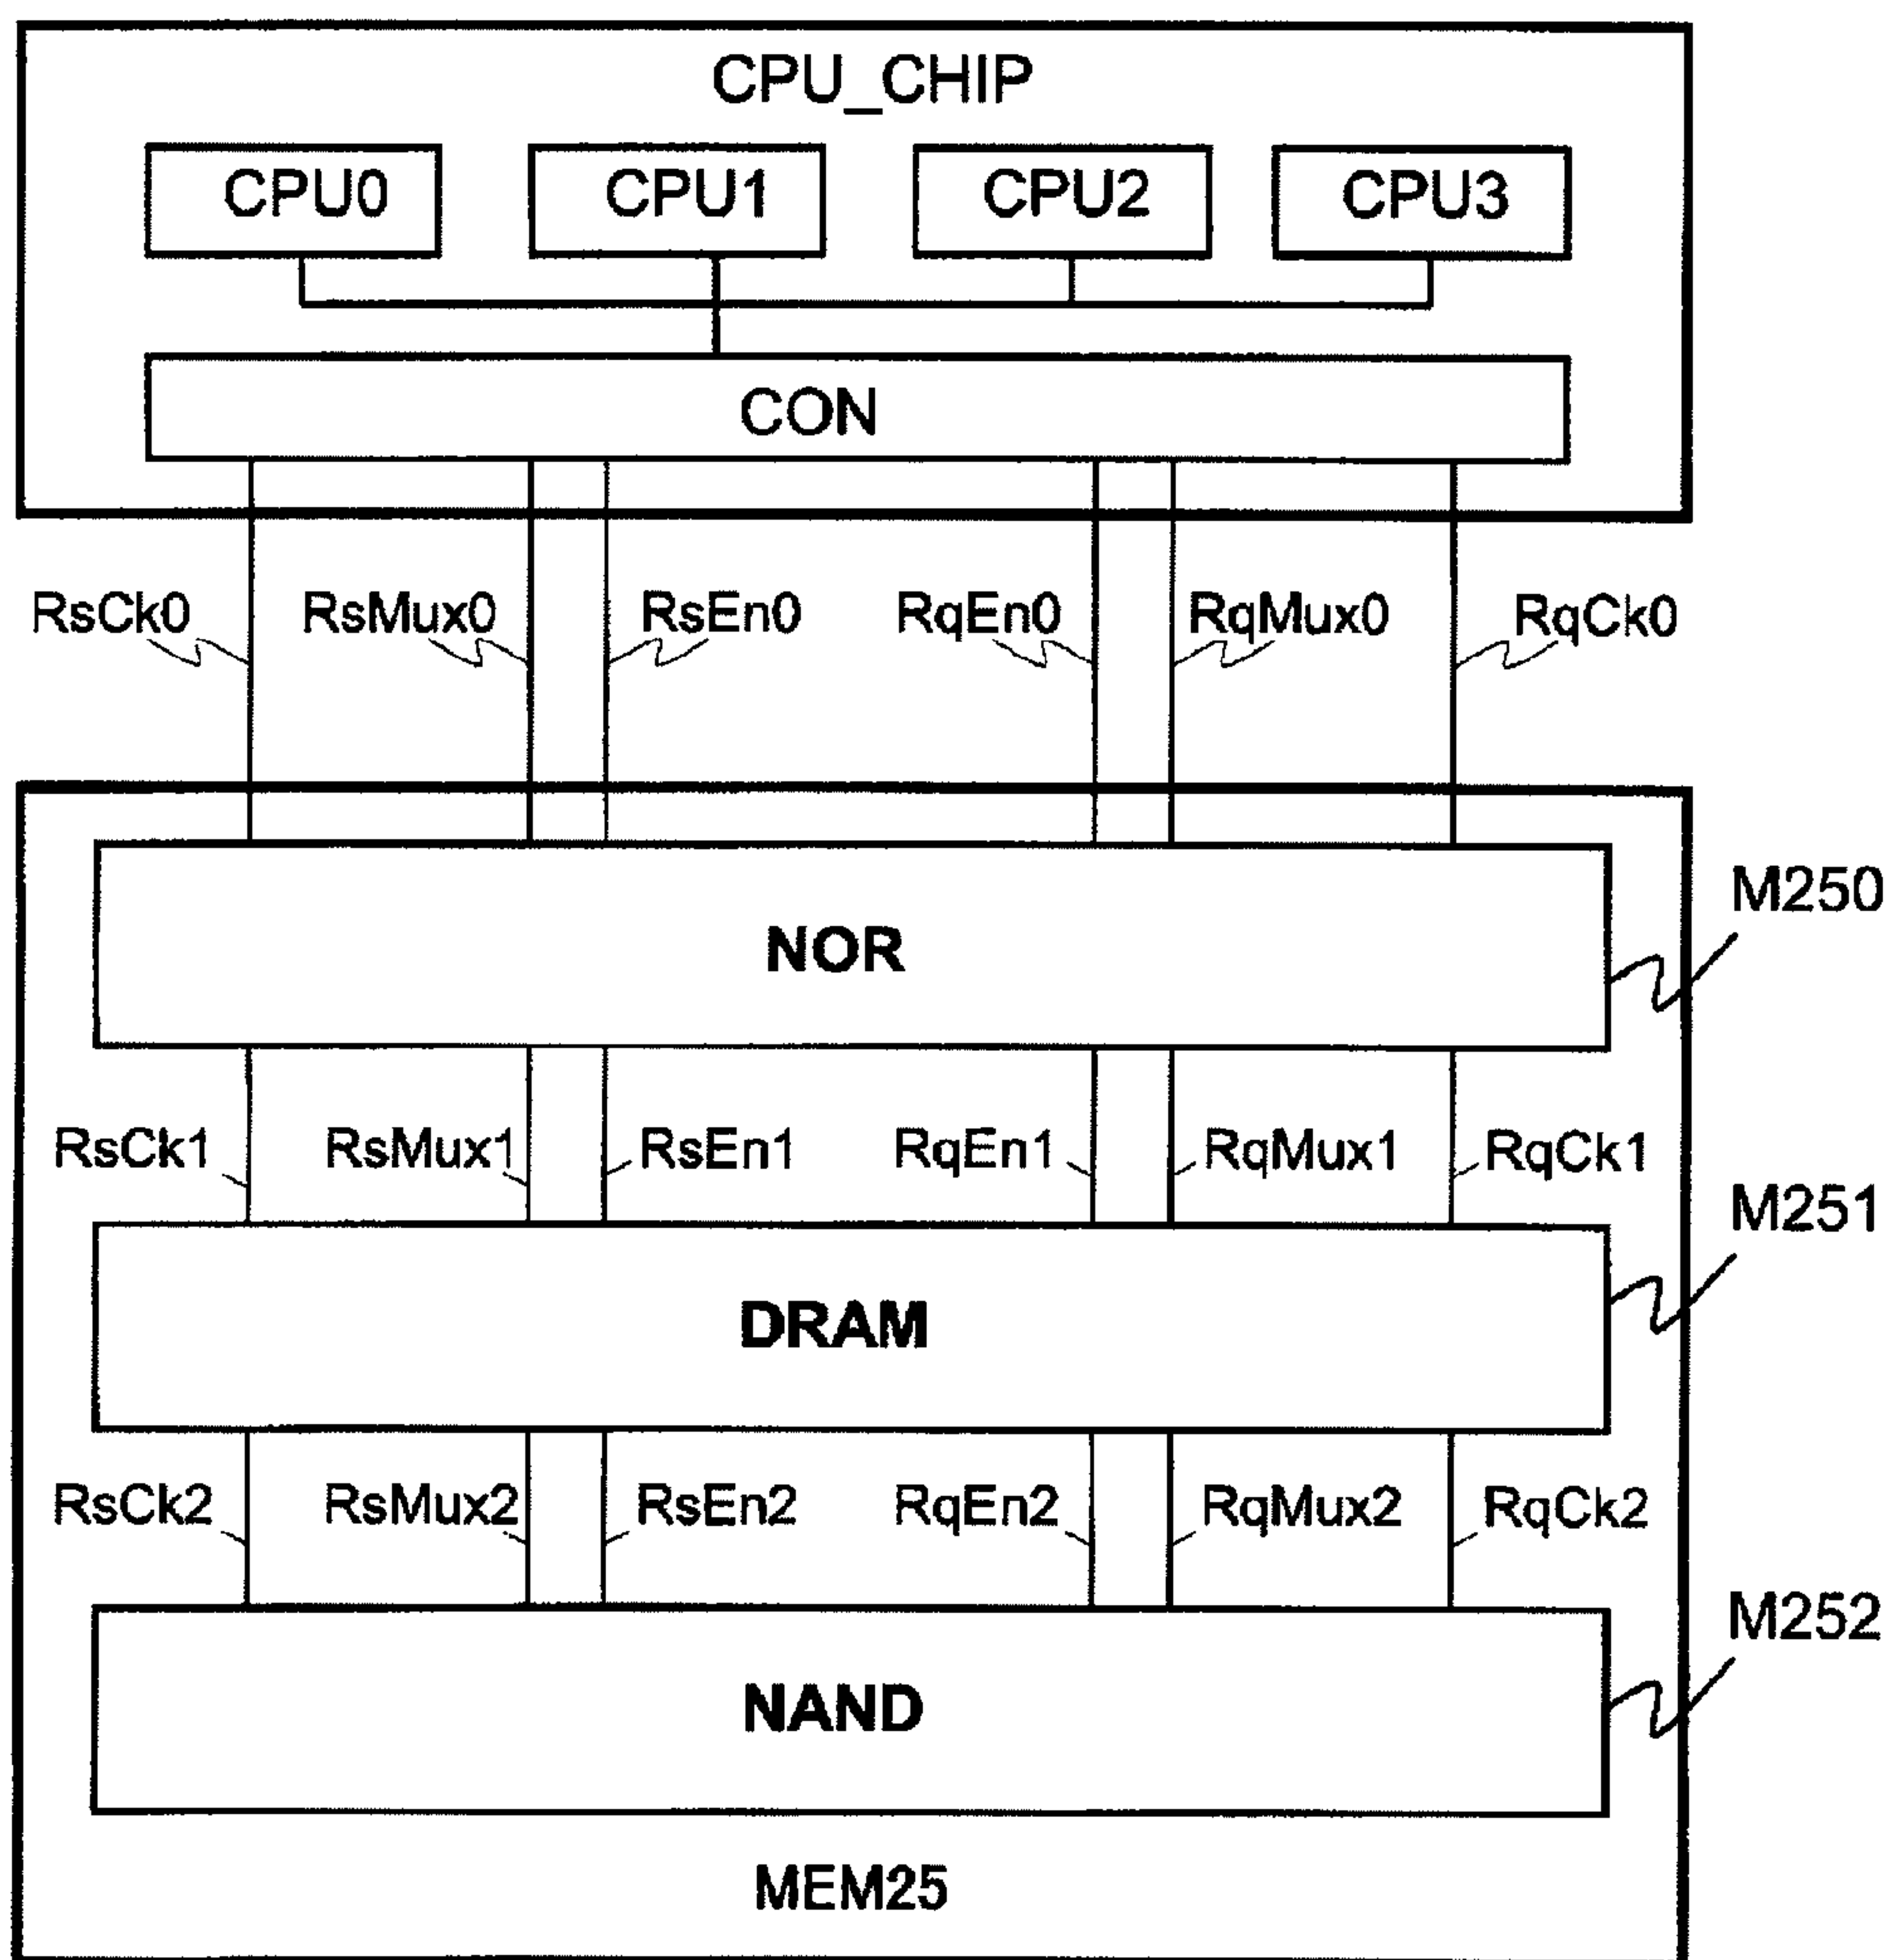 CPU_CHIP
CPU0 CPU1 CPU2 CPU3
CON
RsCk0 RsMux0 RsEn0 RqEn0 RqMux0 RqCk0
M250
NOR
RsCk1 RsMux1 RsEn1 RqEn1 RqMux1 RqCk1
M251
DRAM
RsCk2 RsMux2 RsEn2 RqEn2 RqMux2 RqCk2
M252
NAND
MEM25